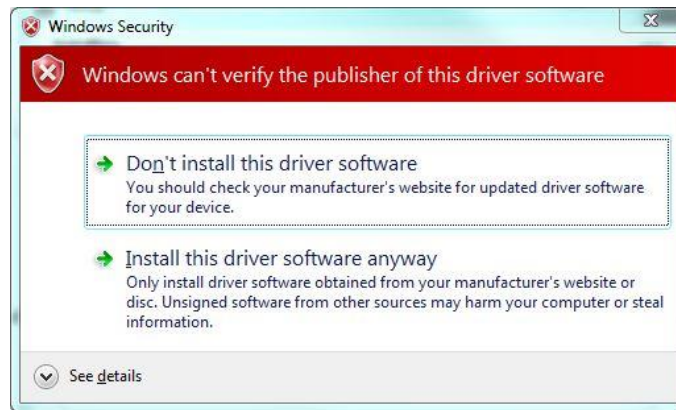 Windows Security
Windows can't verify the publisher of this driver software
Don't install this driver software
You should check your manufacturer's website for updated driver software
for your device.
Install this driver software anyway
Only install driver software obtained from your manufacturer's website or
disc. Unsigned software from other sources may harm your computer or steal
information.
See details